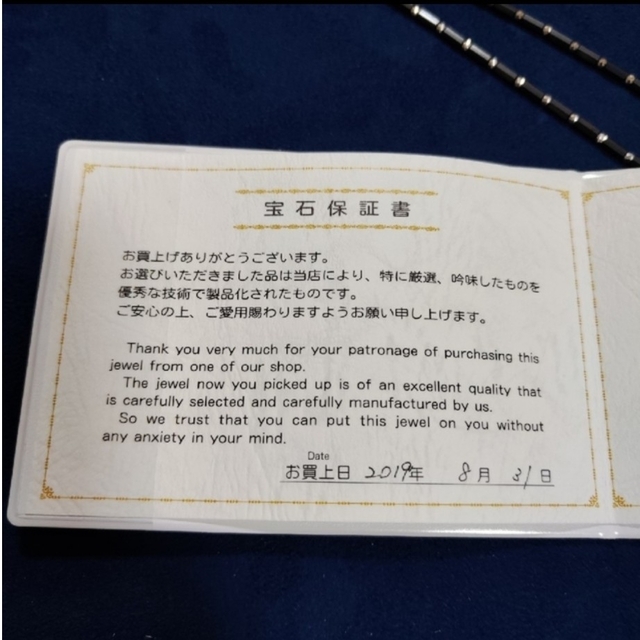 宝石保証書
お買上げありがとうございます。
お選びいただきました品は当店により、特に厳選、吟味したものを
優秀な技術で製品化されたものです。
ご安心の上、ご愛用賜わりますようお願い申し上げます。
Thank you very much for your patronage of purchasing this
jewel from one of our shop.
The jewel now you picked up is of an excellent quality that
is carefully selected and carefully manufactured by us.
So we trust that you can put this jewel on you without
any anxiety in your mind.
Date
お買上日 2019年 8月 31日